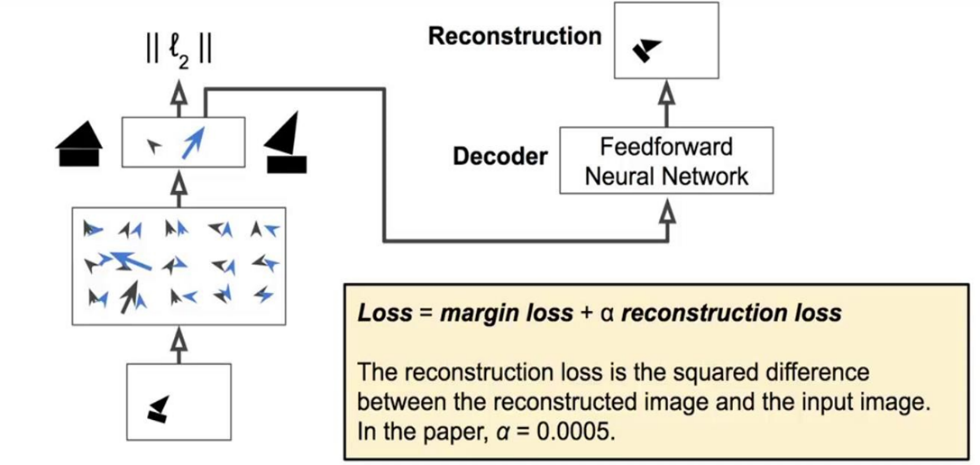 || ℓ₂ ||
Reconstruction
Decoder
Feedforward
Neural Network
Loss = margin loss + α reconstruction loss
The reconstruction loss is the squared difference
between the reconstructed image and the input image.
In the paper, α = 0.0005.